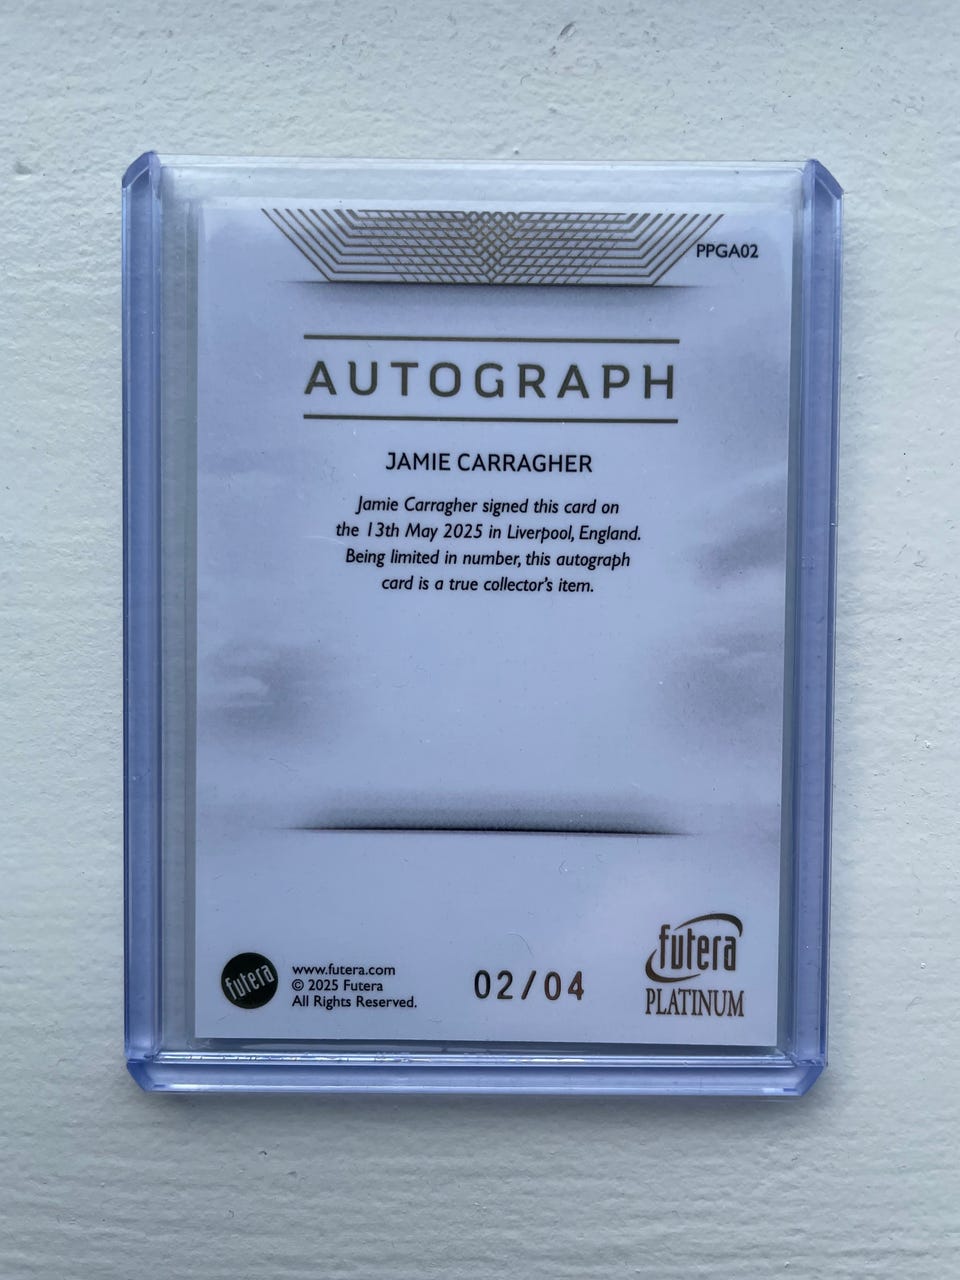 PPGA02
AUTOGRAPH
JAMIE CARRAGHER
Jamie Carragher signed this card on
the 13th May 2025 in Liverpool, England.
Being limited in number, this autograph
card is a true collector's item.
futera
www.futera.com
© 2025 Futera
All Rights Reserved.
02/04
futera
PLATINUM